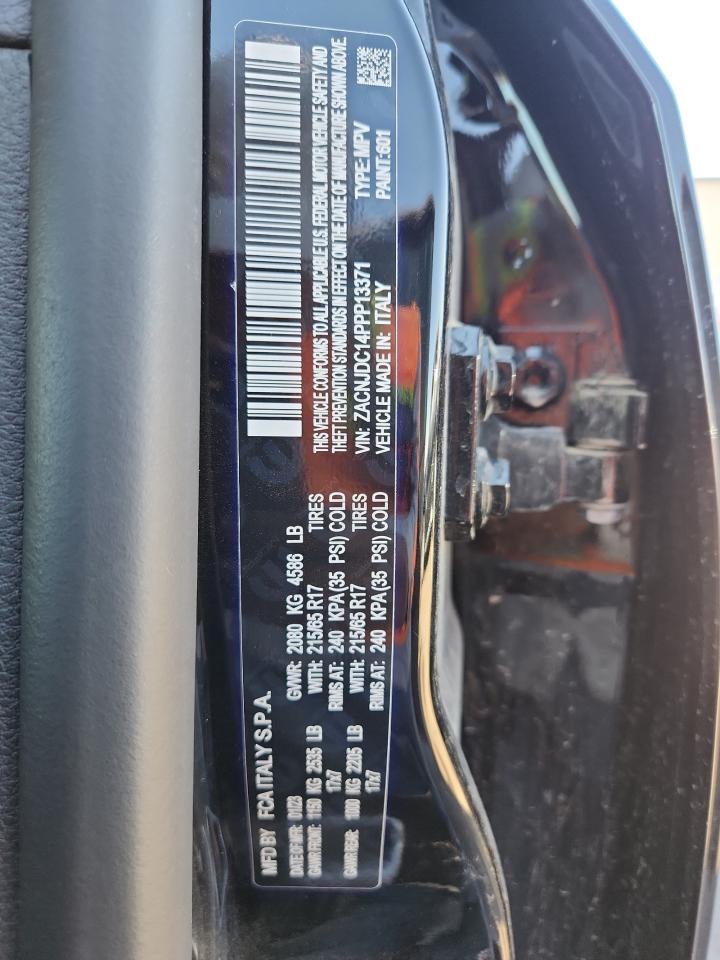 MFD BY FCA ITALY S.P.A.
DATE OF MFR: 01/23 GVWR: 2080 KG 4586 LB
GAWR FRONT: 1150 KG 2535 LB WITH: 215/65 R17 TIRES
17x7 RIMS AT: 240 KPA(35 PSI) COLD
GAWR REAR: 1000 KG 2205 LB WITH: 215/65 R17 TIRES
17x7 RIMS AT: 240 KPA(35 PSI) COLD
THIS VEHICLE CONFORMS TO ALL APPLICABLE U.S. FEDERAL MOTOR VEHICLE SAFETY AND
THEFT PREVENTION STANDARDS IN EFFECT ON THE DATE OF MANUFACTURE SHOWN ABOVE.
VIN: ZACNJDC14PPP13371 TYPE: MPV
VEHICLE MADE IN: ITALY PAINT: 601